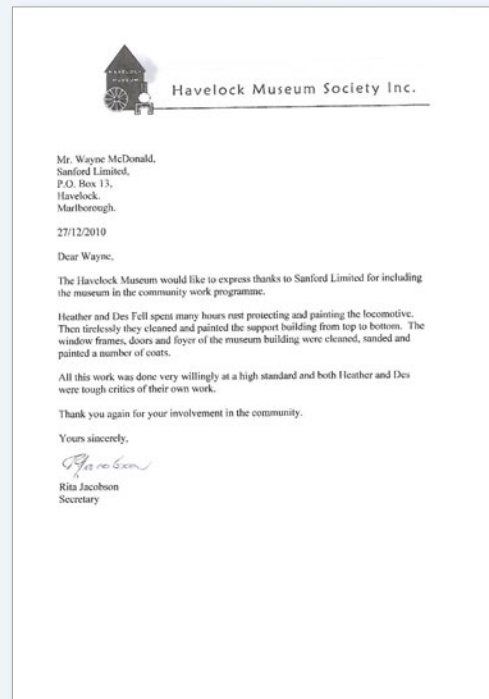 HAVELOCK
MUSEUM
Havelock Museum Society Inc.
Mr. Wayne McDonald,
Sanford Limited,
P.O. Box 13,
Havelock.
Marlborough.
27/12/2010
Dear Wayne,
The Havelock Museum would like to express thanks to Sanford Limited for including
the museum in the community work programme.
Heather and Des Fell spent many hours rust protecting and painting the locomotive.
Then tirelessly they cleaned and painted the support building from top to bottom. The
window frames, doors and foyer of the museum building were cleaned, sanded and
painted a number of coats.
All this work was done very willingly at a high standard and both Heather and Des
were tough critics of their own work.
Thank you again for your involvement in the community.
Yours sincerely,
RJacobson
Rita Jacobson
Secretary